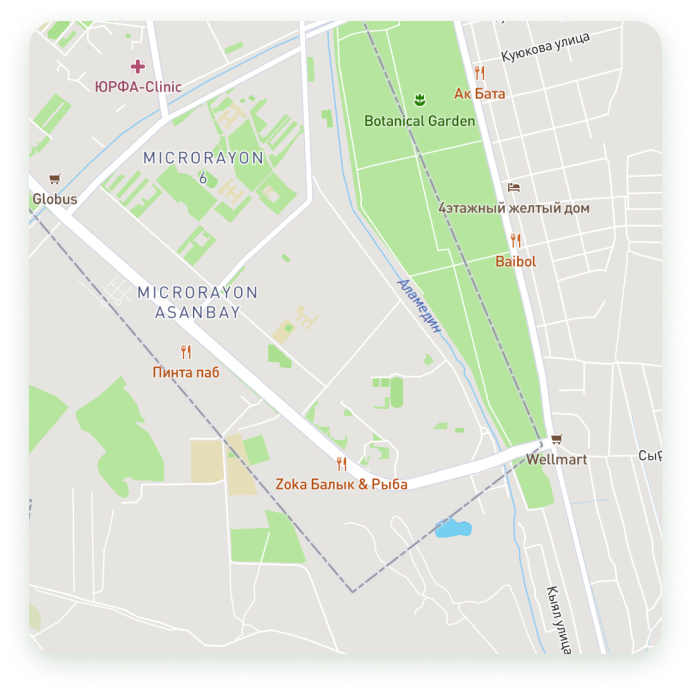 Куюкова улица
ЮРФА-Clinic
Ак Бата
Botanical Garden
MICRORAYON
6
Globus
4этажный желтый дом
Baibol
MICRORAYON
ASANBAY
Аламедин
Пинта паб
Wellmart
Сыр
Zoka Балык & Рыба
Кыял улица